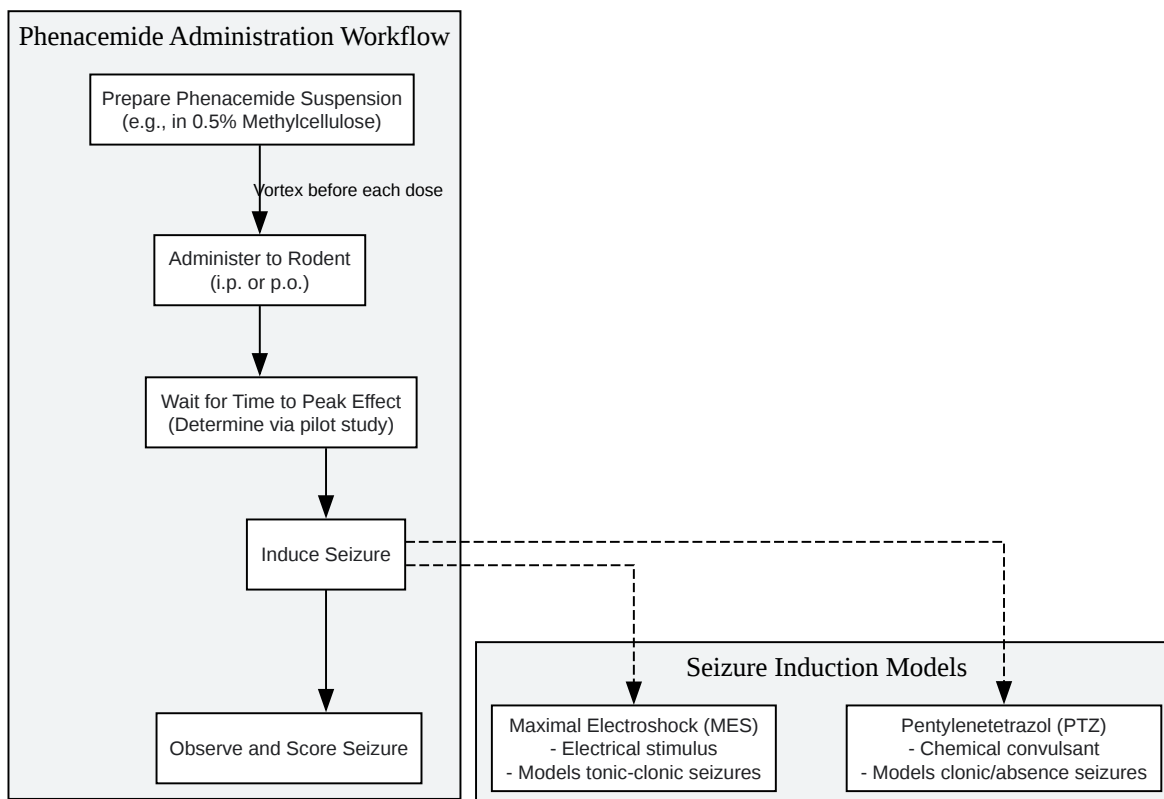 Phenacemide Administration Workflow
Prepare Phenacemide Suspension
(e.g., in 0.5% Methylcellulose)
Vortex before each dose
Administer to Rodent
(i.p. or p.o.)
Wait for Time to Peak Effect
(Determine via pilot study)
Induce Seizure
Observe and Score Seizure
Seizure Induction Models
Maximal Electroshock (MES)
- Electrical stimulus
- Models tonic-clonic seizures
Pentylenetetrazol (PTZ)
- Chemical convulsant
- Models clonic/absence seizures